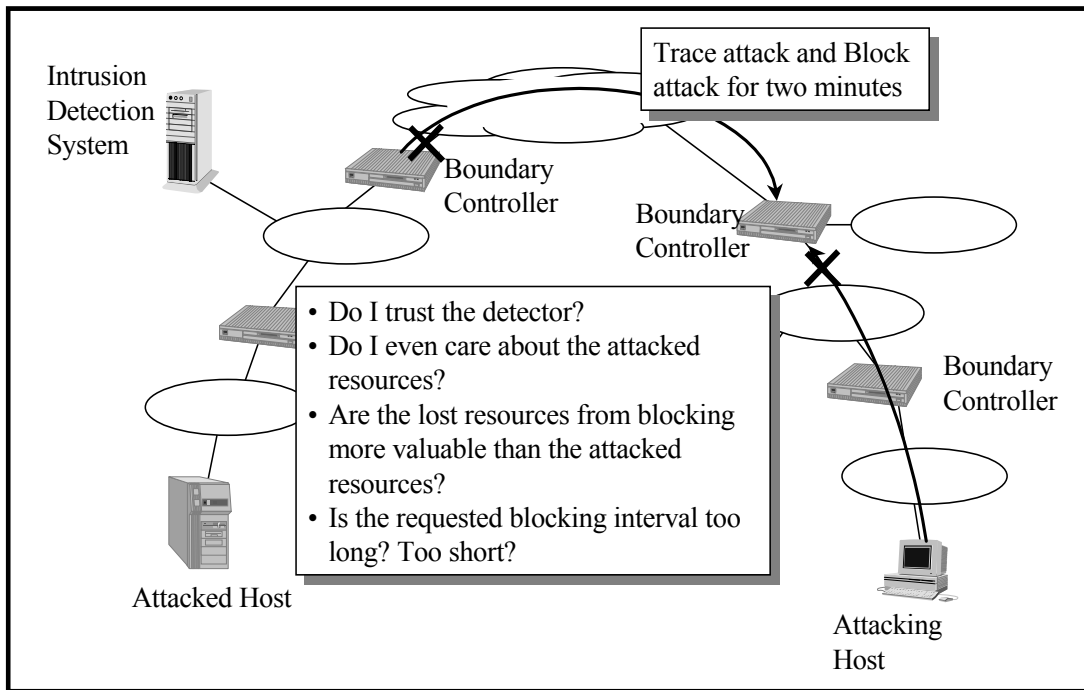 Trace attack and Block
attack for two minutes
Intrusion
Detection
System
Boundary
Controller
Boundary
Controller
• Do I trust the detector?
• Do I even care about the attacked
resources?
• Are the lost resources from blocking
more valuable than the attacked
resources?
• Is the requested blocking interval too
long? Too short?
Boundary
Controller
Attacked Host
Attacking
Host